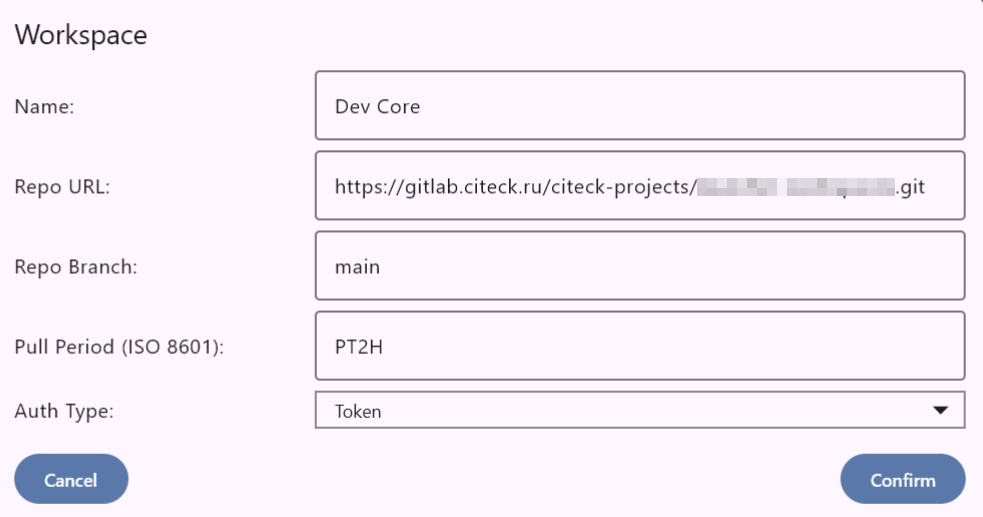 Workspace
Name: Dev Core
Repo URL: https://gitlab.citeck.ru/citeck-projects/ .git
Repo Branch: main
Pull Period (ISO 8601): PT2H
Auth Type: Token
Cancel Confirm